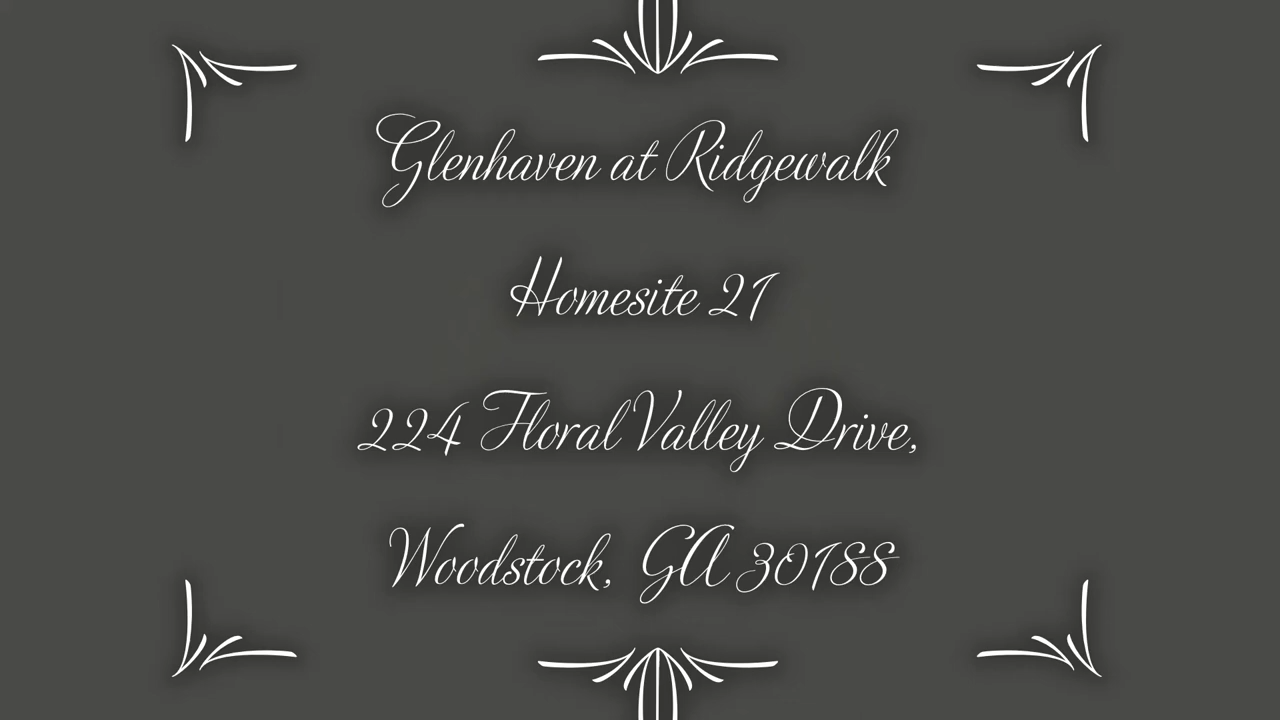 Glenhaven at Ridgewalk
Homesite 21
224 Floral Valley Drive,
Woodstock, GA 30188